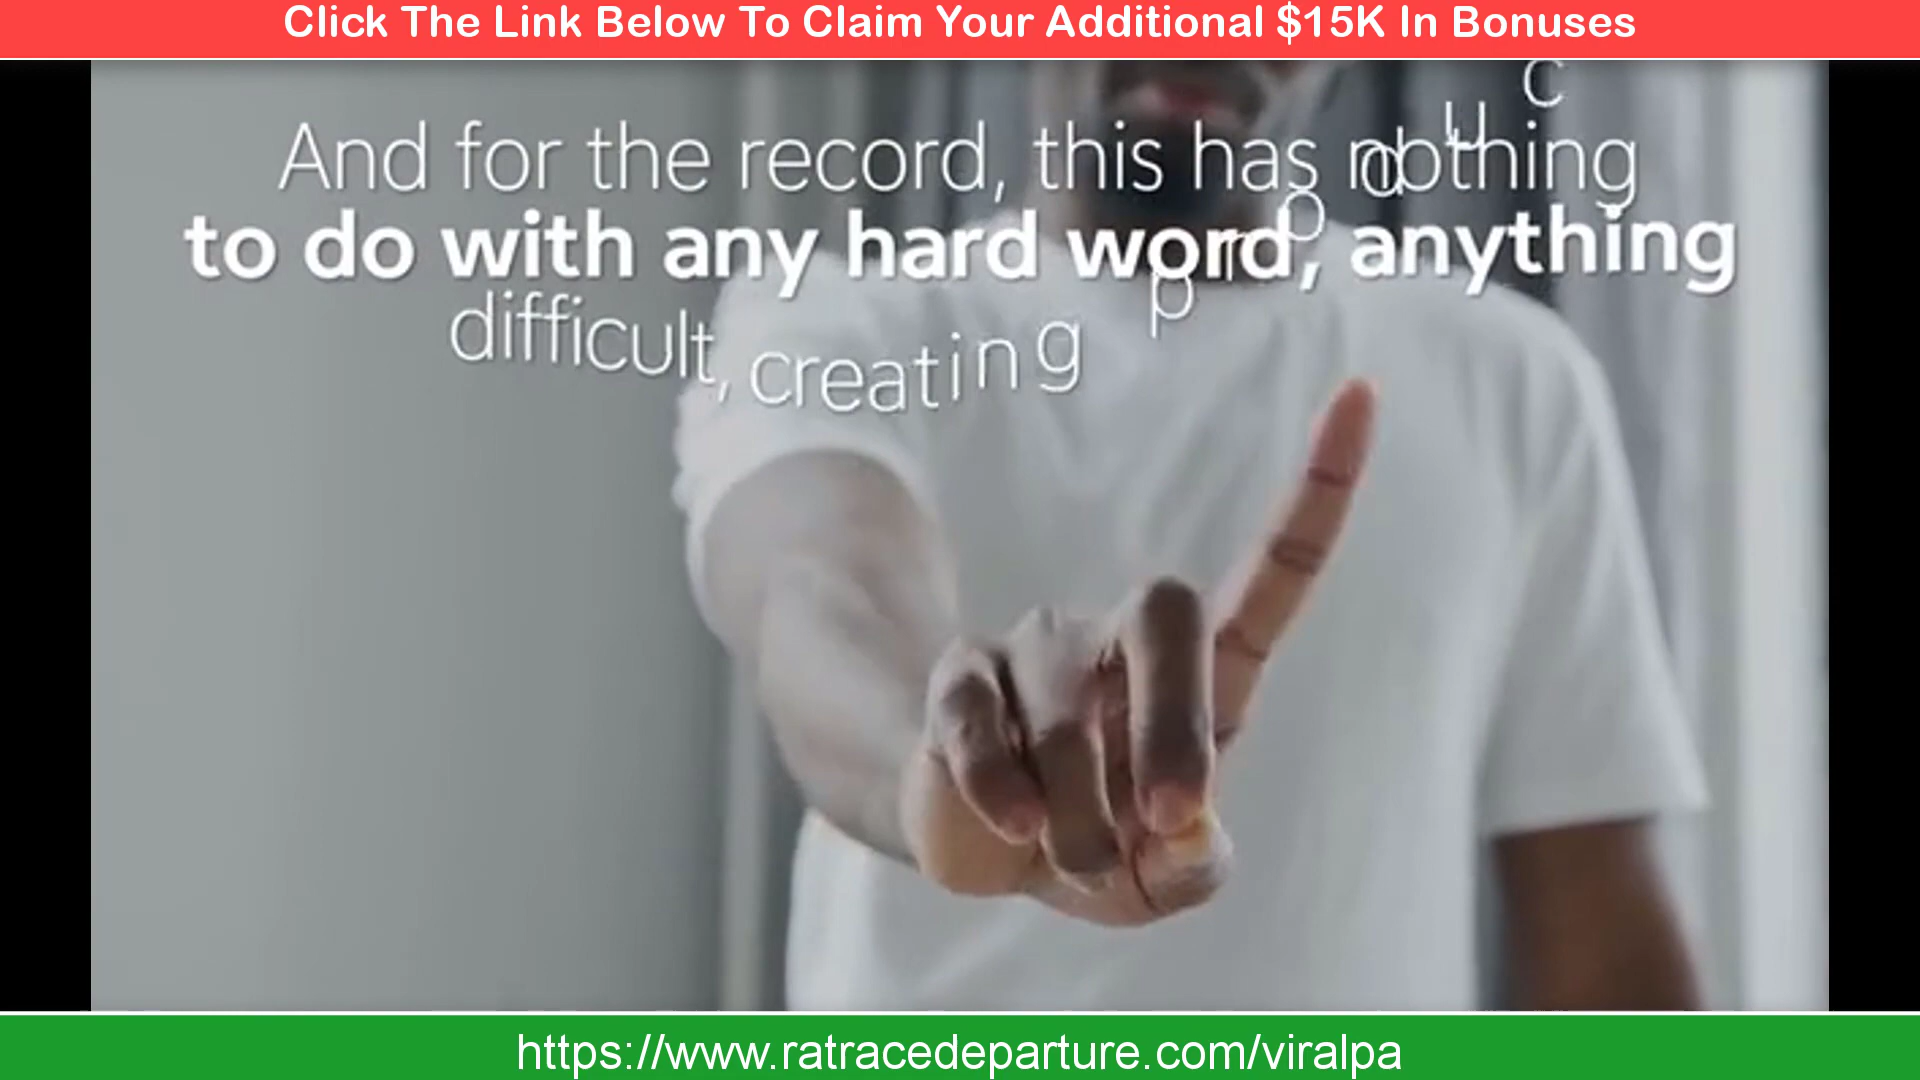 Click The Link Below To Claim Your Additional $15K In Bonuses
And for the record, this has nothing
to do with any hard word, anything
difficult, creating produc
https://www.ratracedeparture.com/viralpa